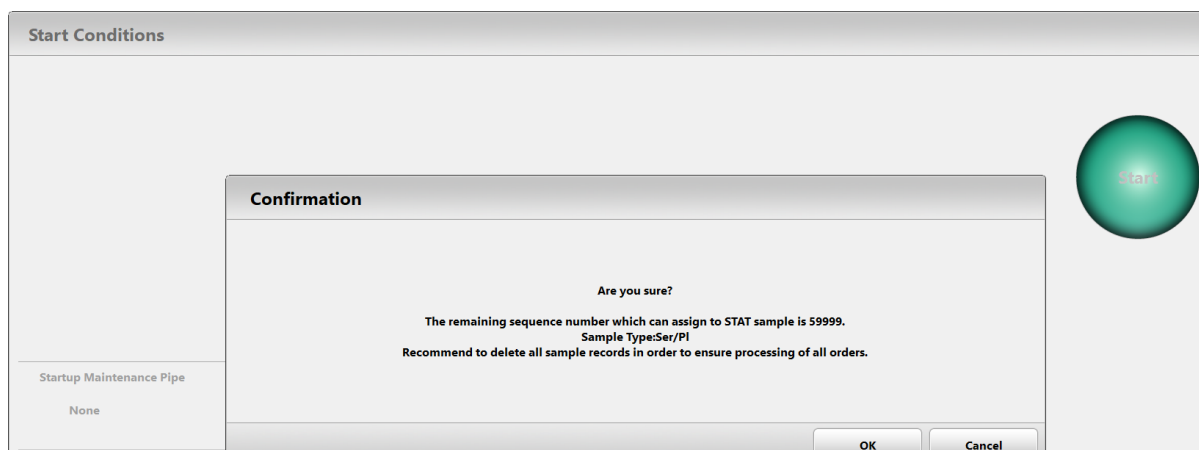 Start Conditions
Start
Confirmation
Are you sure?
The remaining sequence number which can assign to STAT sample is 59999.
Sample Type:Ser/Pl
Recommend to delete all sample records in order to ensure processing of all orders.
Startup Maintenance Pipe
None
OK
Cancel